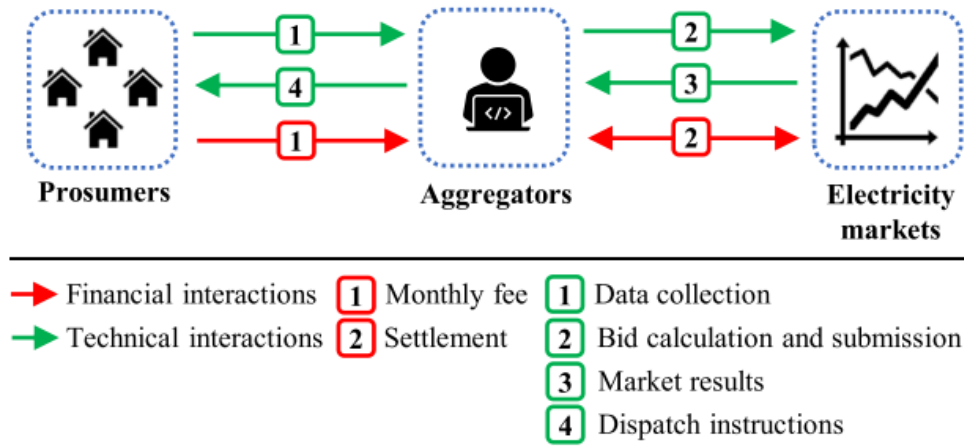 1
2
4
3
</>
1
2
Prosumers
Aggregators
Electricity
markets
Financial interactions
1 Monthly fee
1 Data collection
Technical interactions
2 Settlement
2 Bid calculation and submission
3 Market results
4 Dispatch instructions